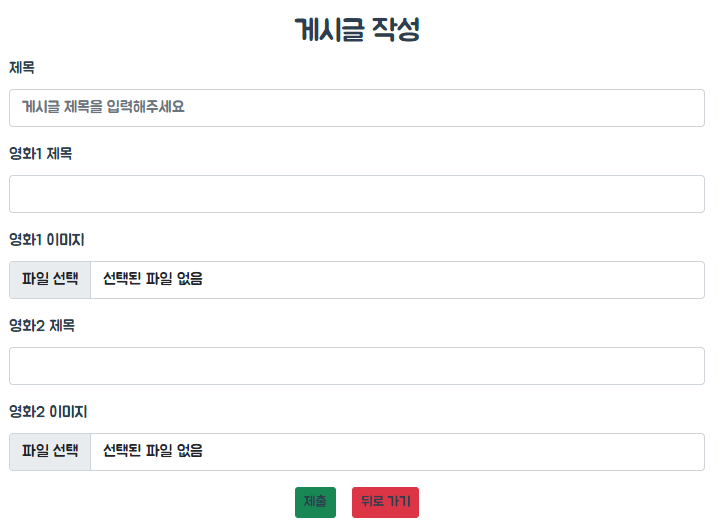 게시글 작성
제목
게시글 제목을 입력해주세요
영화1 제목
영화1 이미지
파일 선택 선택된 파일 없음
영화2 제목
영화2 이미지
파일 선택 선택된 파일 없음
제출 뒤로 가기